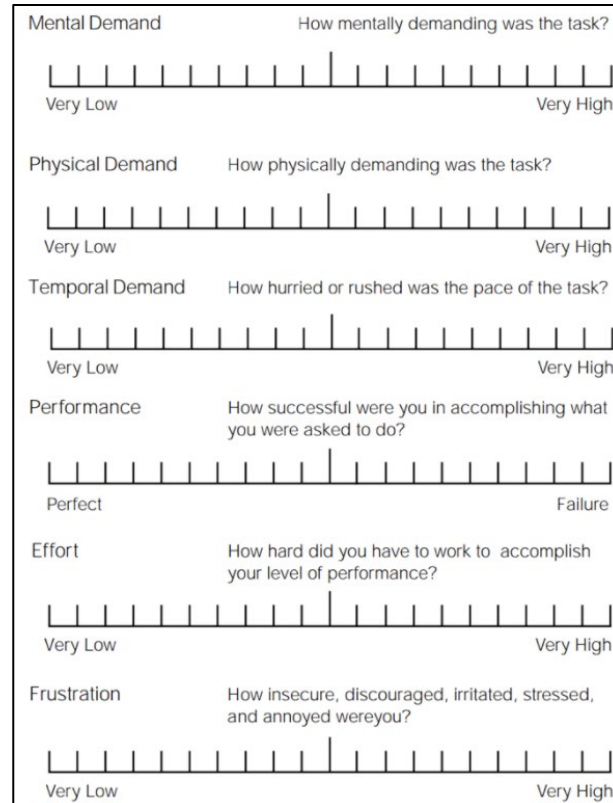 Mental Demand How mentally demanding was the task?
Very Low Very High
Physical Demand How physically demanding was the task?
Very Low Very High
Temporal Demand How hurried or rushed was the pace of the task?
Very Low Very High
Performance How successful were you in accomplishing what
you were asked to do?
Perfect Failure
Effort How hard did you have to work to accomplish
your level of performance?
Very Low Very High
Frustration How insecure, discouraged, irritated, stressed,
and annoyed wereyou?
Very Low Very High